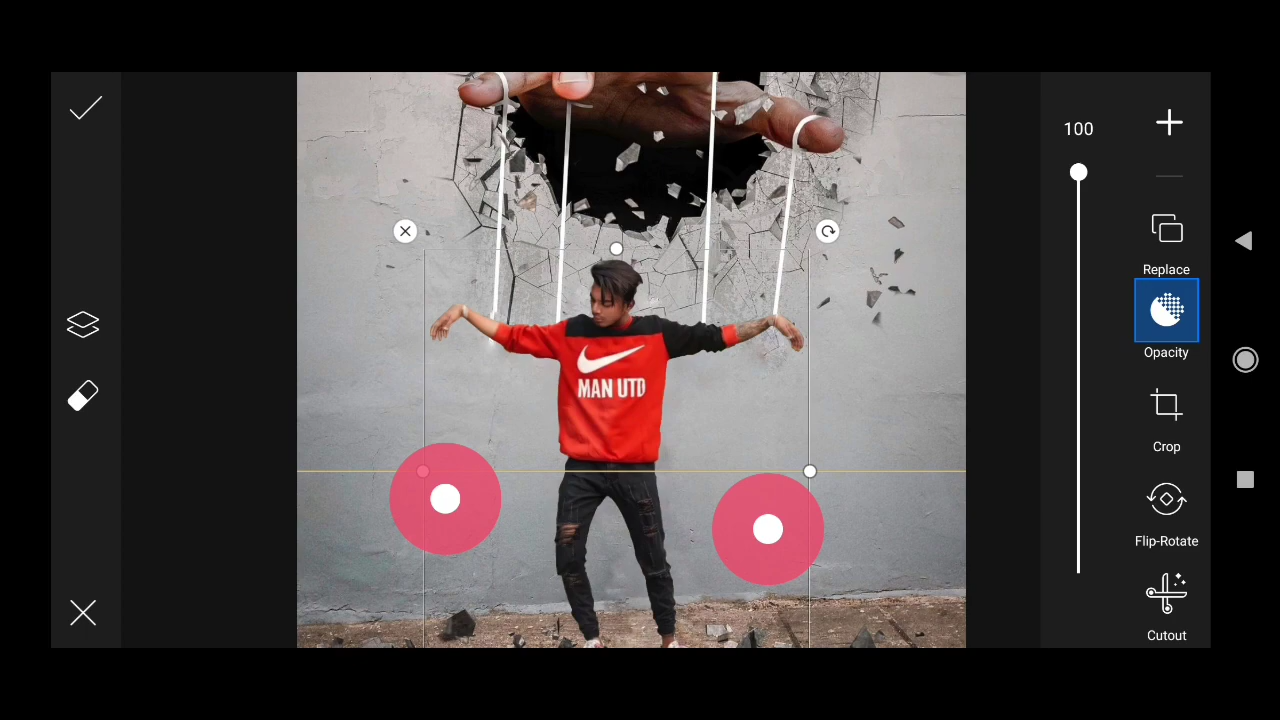 100
Replace
Opacity
MAN UTD
Crop
Flip-Rotate
Cutout